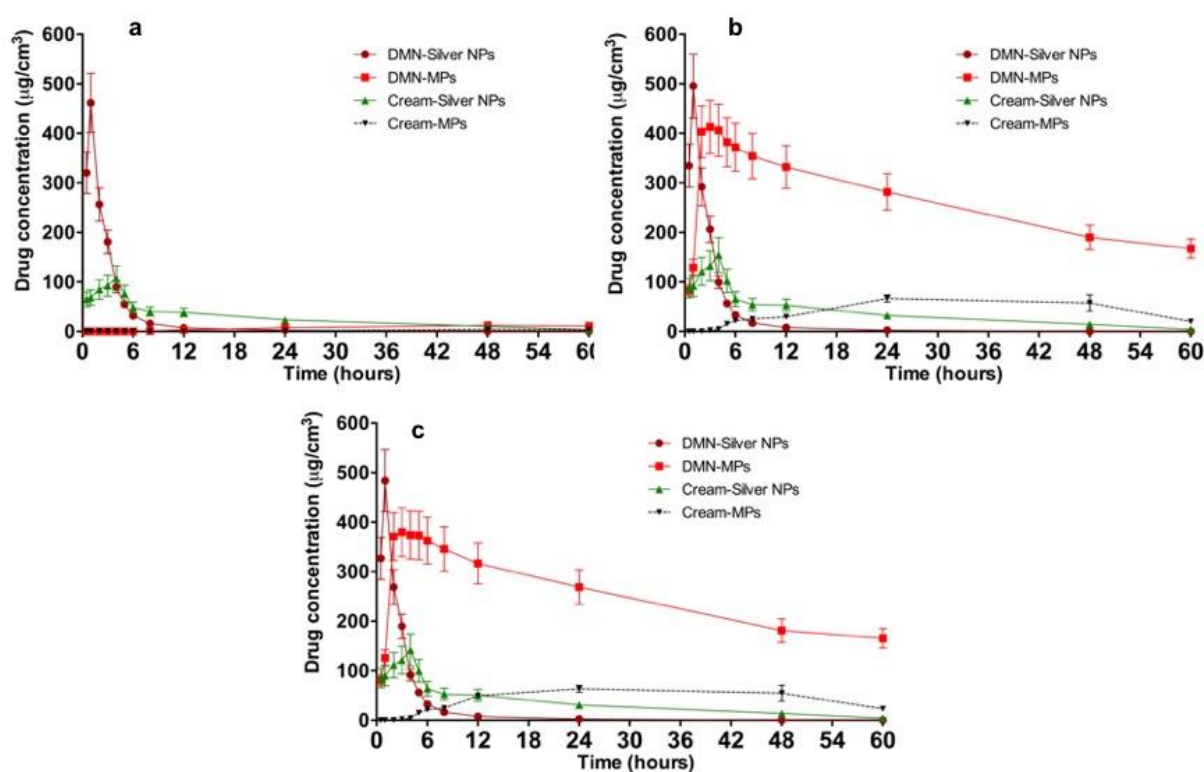 a
600
500
400
300
200
100
0
Drug concentration (µg/cm³)
DMN-Silver NPs
DMN-MPs
Cream-Silver NPs
Cream-MPs
0 6 12 18 24 30 36 42 48 54 60
Time (hours)
b
600
500
400
300
200
100
0
Drug concentration (µg/cm³)
DMN-Silver NPs
DMN-MPs
Cream-Silver NPs
Cream-MPs
0 6 12 18 24 30 36 42 48 54 60
Time (hours)
c
600
500
400
300
200
100
0
Drug concentration (µg/cm³)
DMN-Silver NPs
DMN-MPs
Cream-Silver NPs
Cream-MPs
0 6 12 18 24 30 36 42 48 54 60
Time (hours)